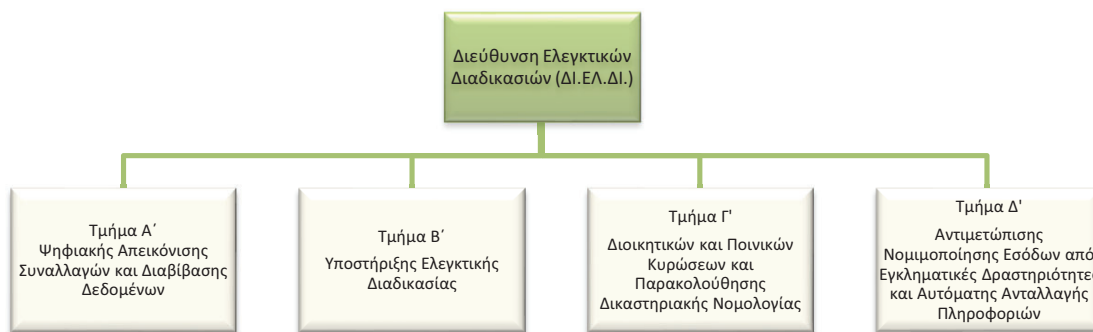 Διεύθυνση Ελεγκτικών
Διαδικασιών (ΔΙ.ΕΛ.ΔΙ.)
Τμήμα Α΄
Ψηφιακής Απεικόνισης
Συναλλαγών και Διαβίβασης
Δεδομένων
Τμήμα Β΄
Υποστήριξης Ελεγκτικής
Διαδικασίας
Τμήμα Γ'
Διοικητικών και Ποινικών
Κυρώσεων και
Παρακολούθησης
Δικαστηριακής Νομολογίας
Τμήμα Δ'
Αντιμετώπισης
Νομιμοποίησης Εσόδων από
Εγκληματικές Δραστηριότητες
και Αυτόματης Ανταλλαγής
Πληροφοριών